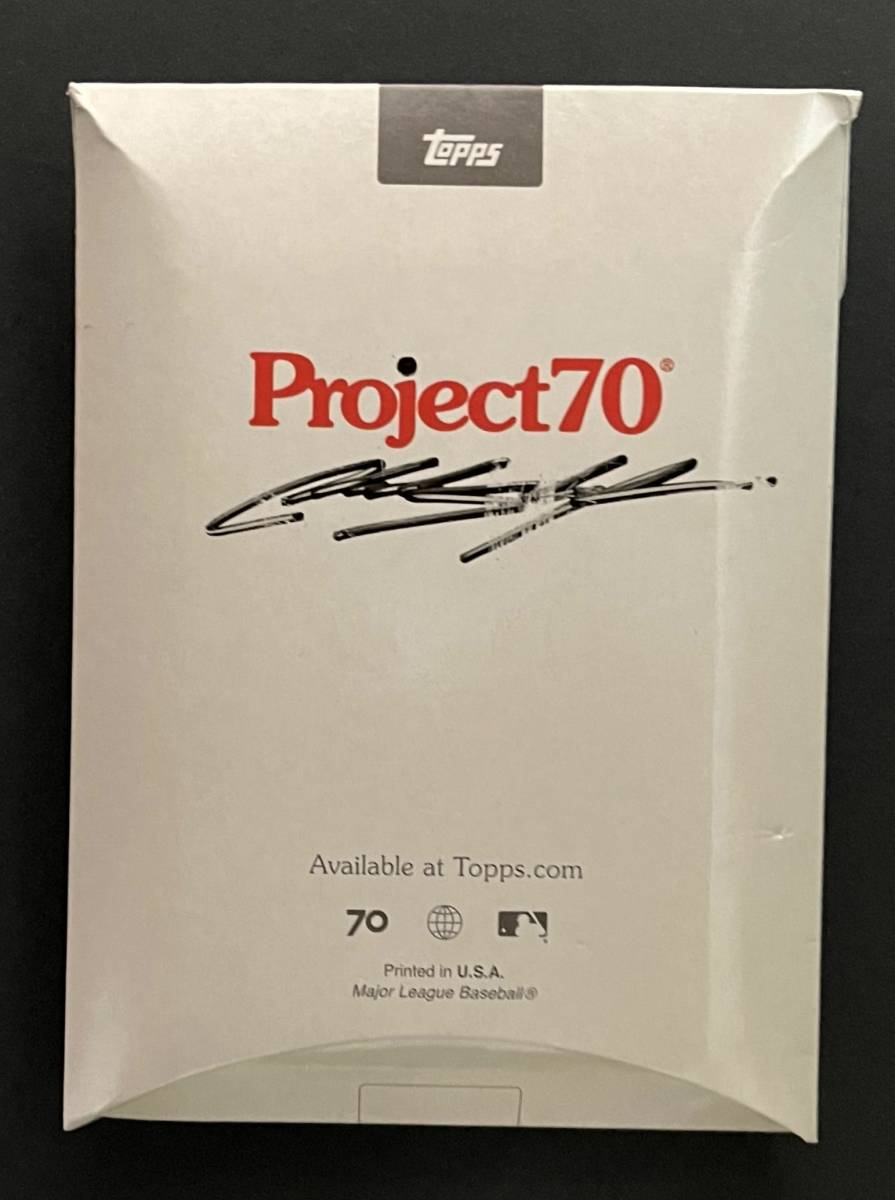 topps
Project70®
Available at Topps.com
70
Printed in U.S.A.
Major League Baseball®